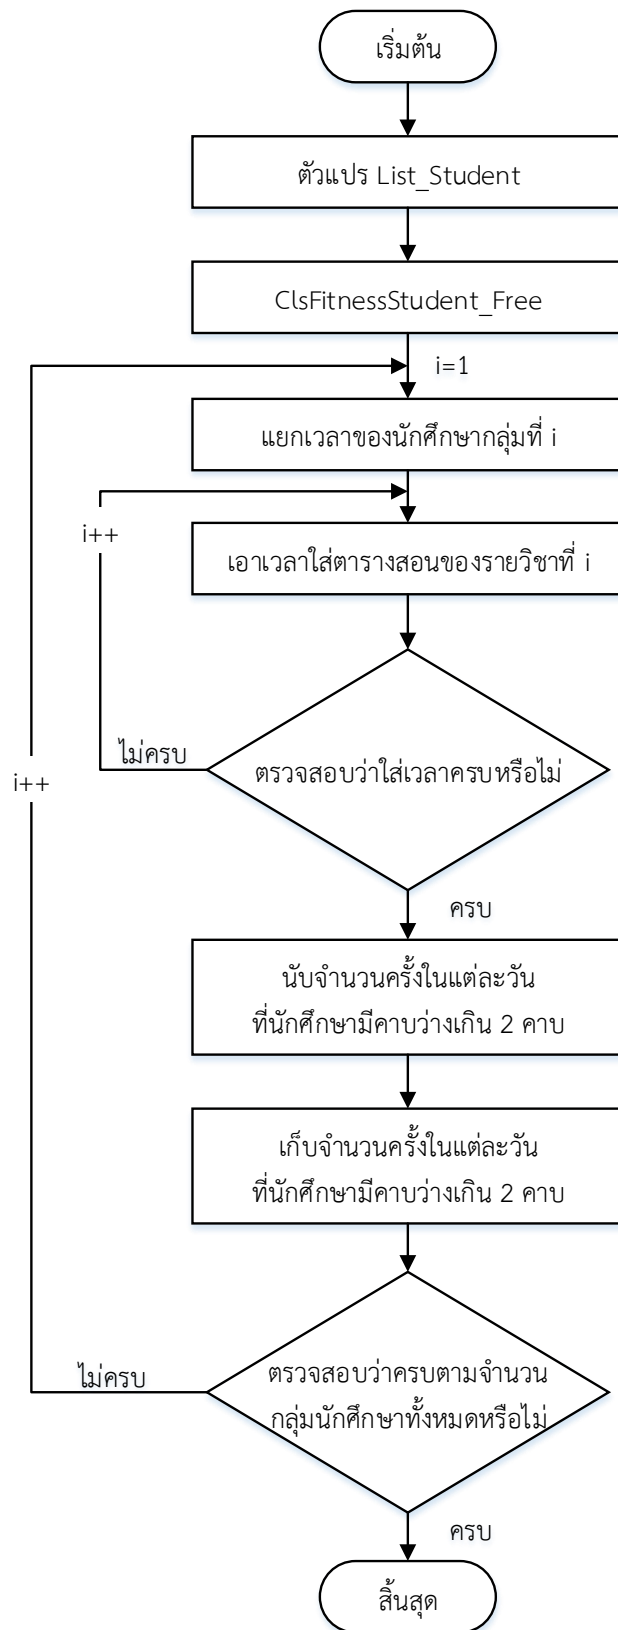 เริ่มต้น
ตัวแปร List_Student
ClsFitnessStudent_Free
i=1
แยกเวลาของนักศึกษากลุ่มที่ i
i++
เอาเวลาใส่ตารางสอนของรายวิชาที่ i
ไม่ครบ
ตรวจสอบว่าใส่เวลาครบหรือไม่
i++
ครบ
นับจำนวนครั้งในแต่ละวัน
ที่นักศึกษามีคาบว่างเกิน 2 คาบ
เก็บจำนวนครั้งในแต่ละวัน
ที่นักศึกษามีคาบว่างเกิน 2 คาบ
ไม่ครบ
ตรวจสอบว่าครบตามจำนวน
กลุ่มนักศึกษาทั้งหมดหรือไม่
ครบ
สิ้นสุด